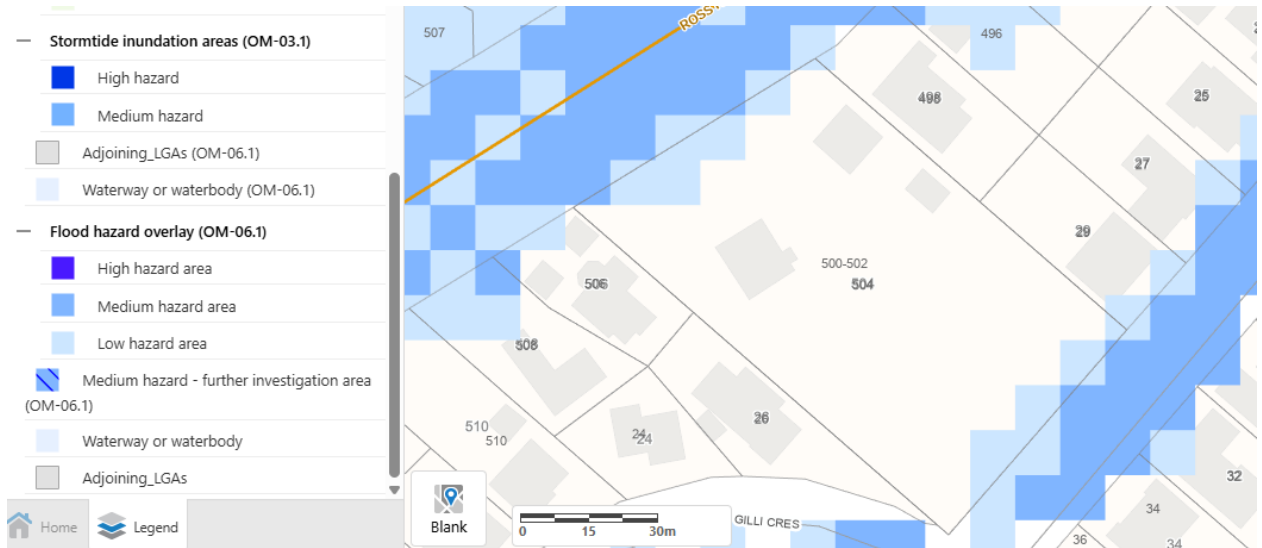 Stormtide inundation areas (OM-03.1)
High hazard
Medium hazard
Adjoining_LGAs (OM-06.1)
Waterway or waterbody (OM-06.1)
Flood hazard overlay (OM-06.1)
High hazard area
Medium hazard area
Low hazard area
Medium hazard - further investigation area
(OM-06.1)
Waterway or waterbody
Adjoining_LGAs
Home
Legend
507
496
498
25
27
29
500-502
504
506
508
510
510
24
24
26
32
34
34
36
GILLI CRES
Blank
0 15 30m